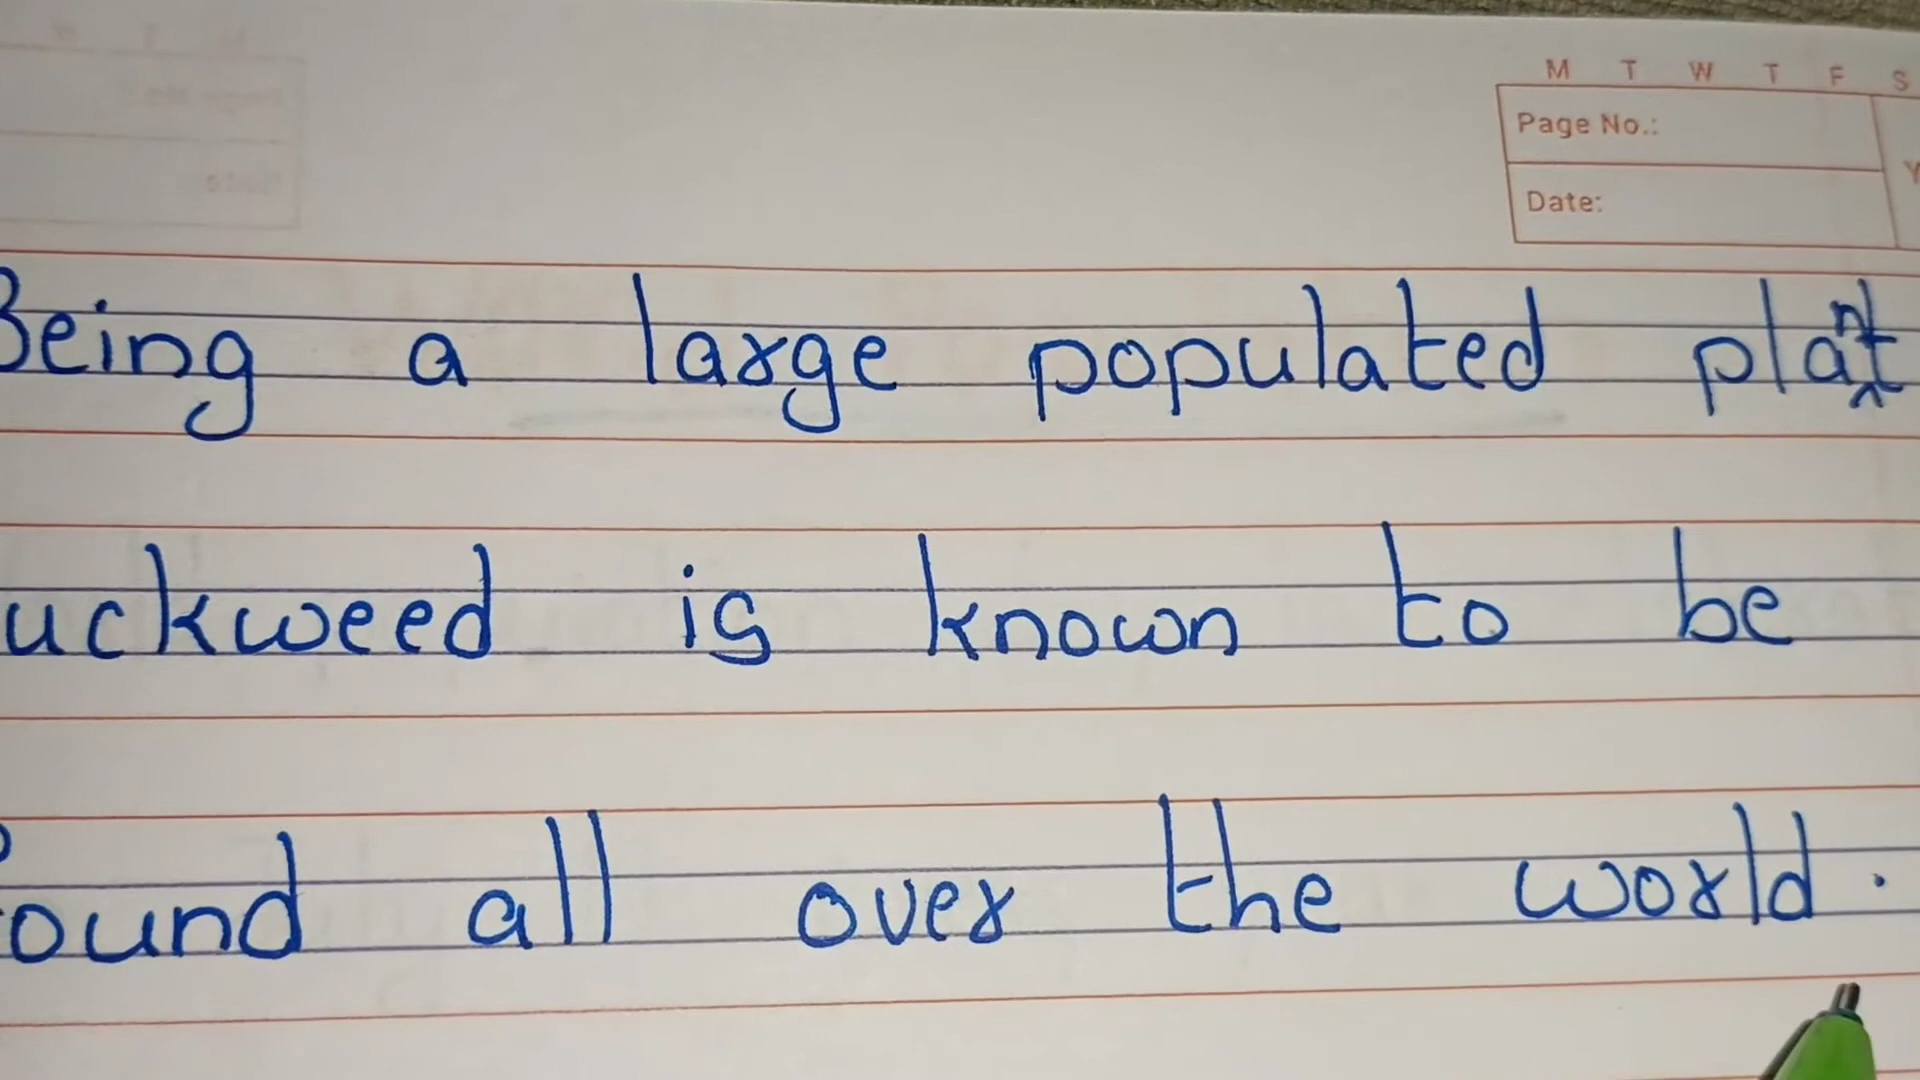 M T W T F S
Page No.:
Date:
Y
Being a large populated plant
uckweed is known to be
ound all over the world.